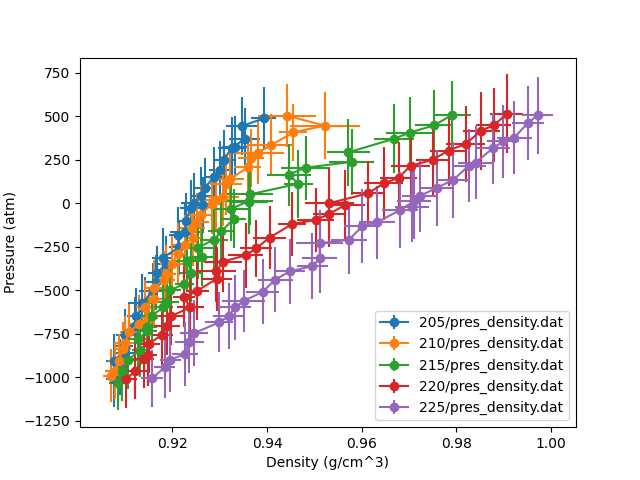 750
500
250
0
−250
−500
−750
−1000
−1250
Pressure (atm)
0.92
0.94
0.96
0.98
1.00
Density (g/cm^3)
205/pres_density.dat
210/pres_density.dat
215/pres_density.dat
220/pres_density.dat
225/pres_density.dat